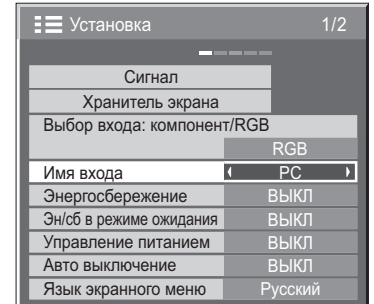 Установка 1/2
Сигнал
Хранитель экрана
Выбор входа: компонент/RGB
RGB
Имя входа PC
Энергосбережение ВЫКЛ
Эн/сб в режиме ожидания ВЫКЛ
Управление питанием ВЫКЛ
Авто выключение ВЫКЛ
Язык экранного меню Русский